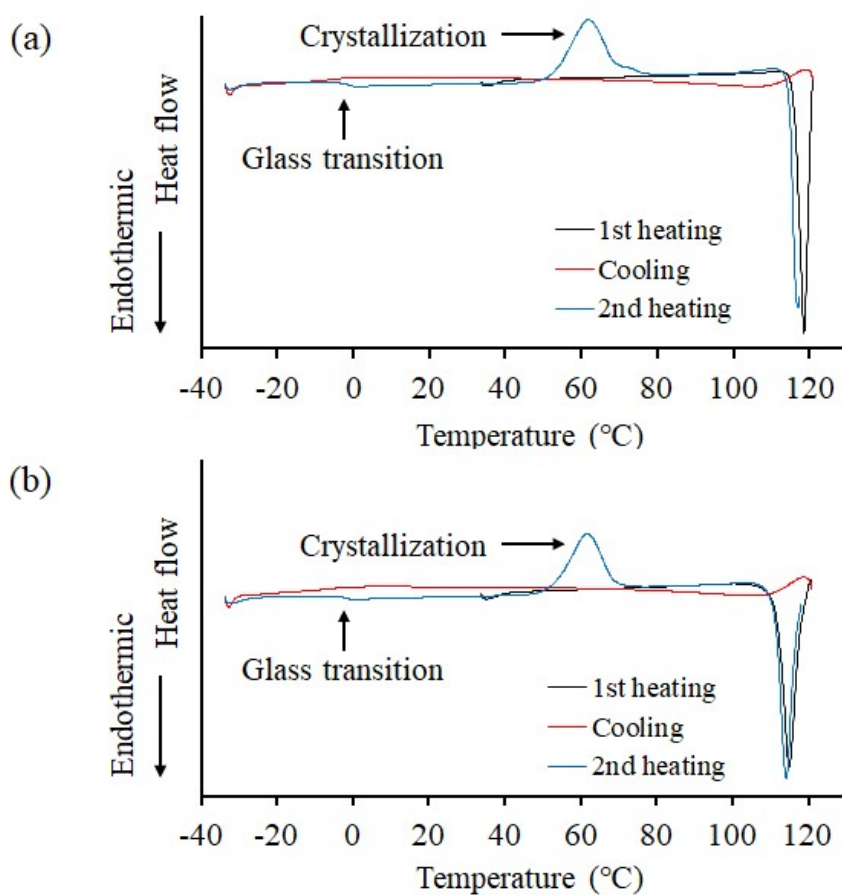 (a)
Crystallization
Glass transition
Endothermic
Heat flow
1st heating
Cooling
2nd heating
-40 -20 0 20 40 60 80 100 120
Temperature (°C)
(b)
Crystallization
Glass transition
Endothermic
Heat flow
1st heating
Cooling
2nd heating
-40 -20 0 20 40 60 80 100 120
Temperature (°C)